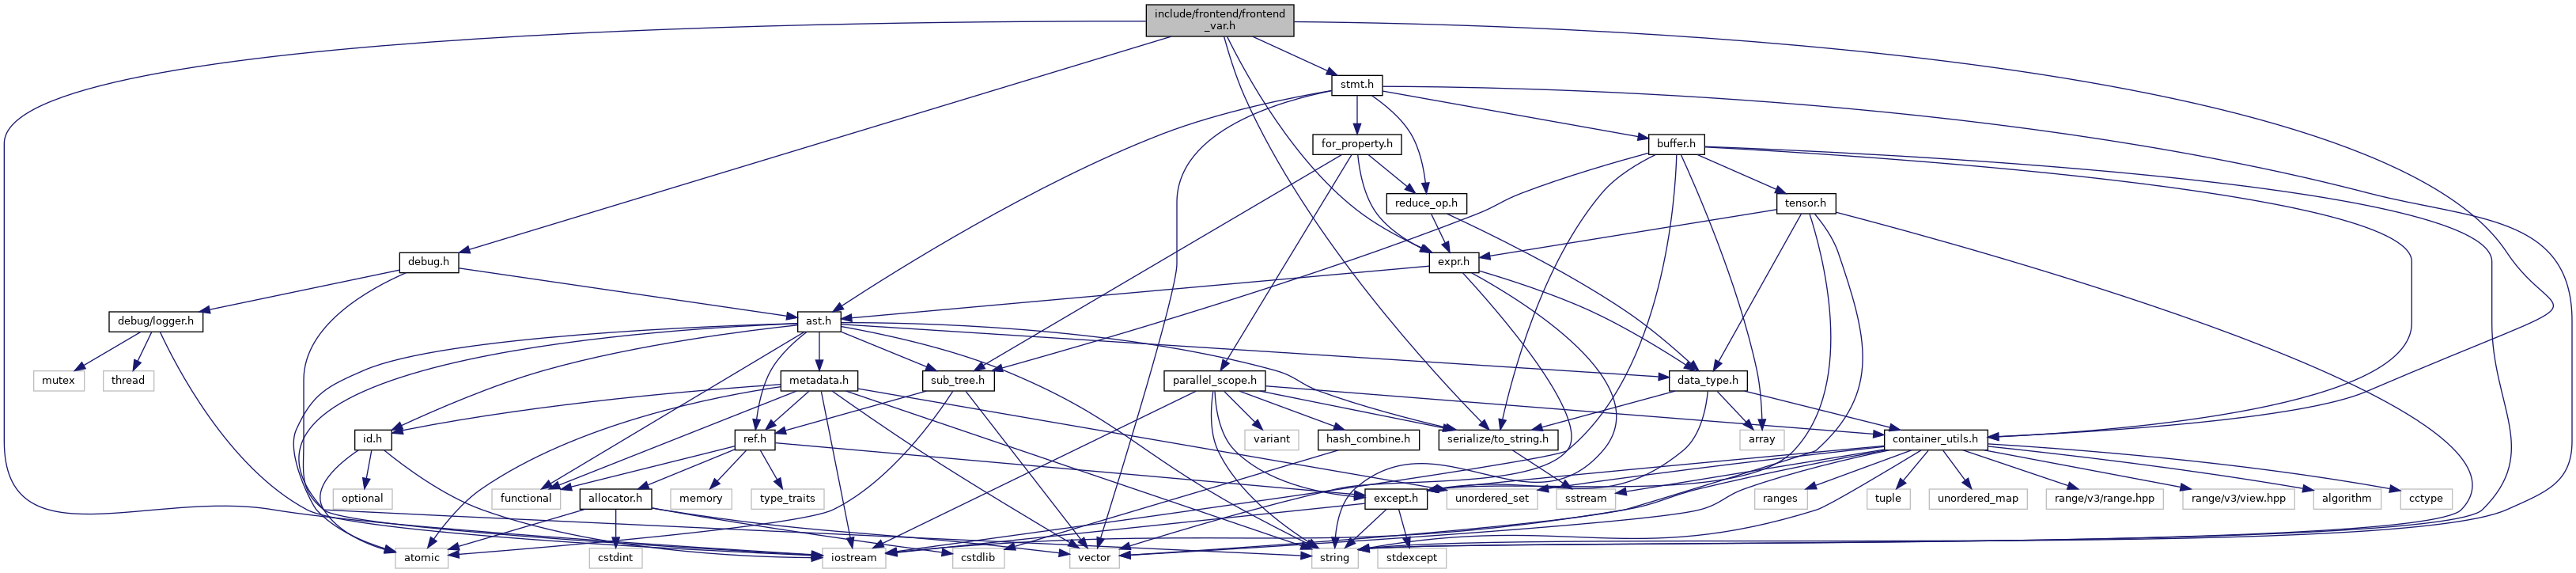 include/frontend/frontend
_var.h
stmt.h
for_property.h
buffer.h
reduce_op.h
tensor.h
debug.h
expr.h
debug/logger.h
ast.h
mutex
thread
metadata.h
sub_tree.h
parallel_scope.h
data_type.h
id.h
ref.h
variant
hash_combine.h
serialize/to_string.h
array
container_utils.h
optional
functional
allocator.h
memory
type_traits
except.h
unordered_set
sstream
ranges
tuple
unordered_map
range/v3/range.hpp
range/v3/view.hpp
algorithm
cctype
atomic
cstdint
iostream
cstdlib
vector
string
stdexcept